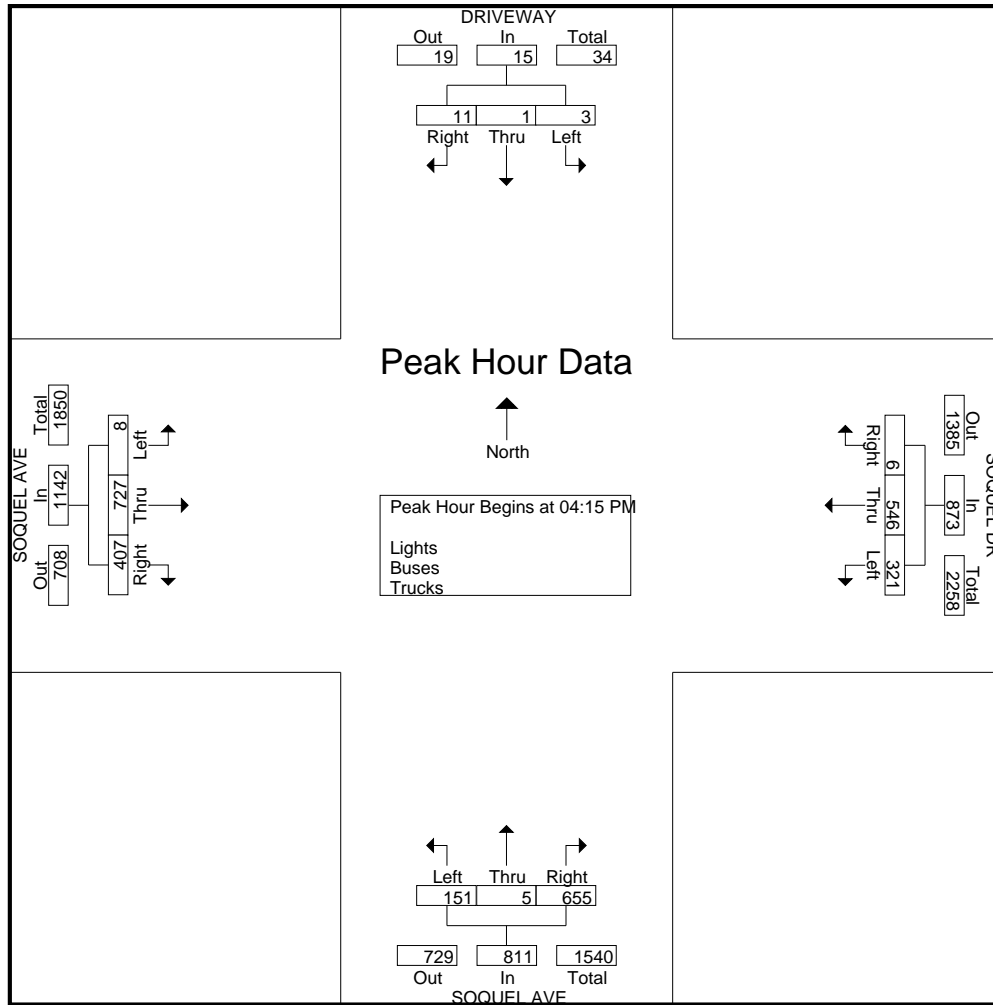 DRIVEWAY
Out In Total
19 15 34
11 1 3
Right Thru Left
Peak Hour Data
North
Peak Hour Begins at 04:15 PM
Lights
Buses
Trucks
SOQUEL AVE
Out In Total
708 1142 1850
407 727 8
Right Thru Left
SOQUEL DR
Out In Total
1385 873 2258
6 546 321
Right Thru Left
Left Thru Right
151 5 655
729 811 1540
Out In Total
SOQUEL AVE